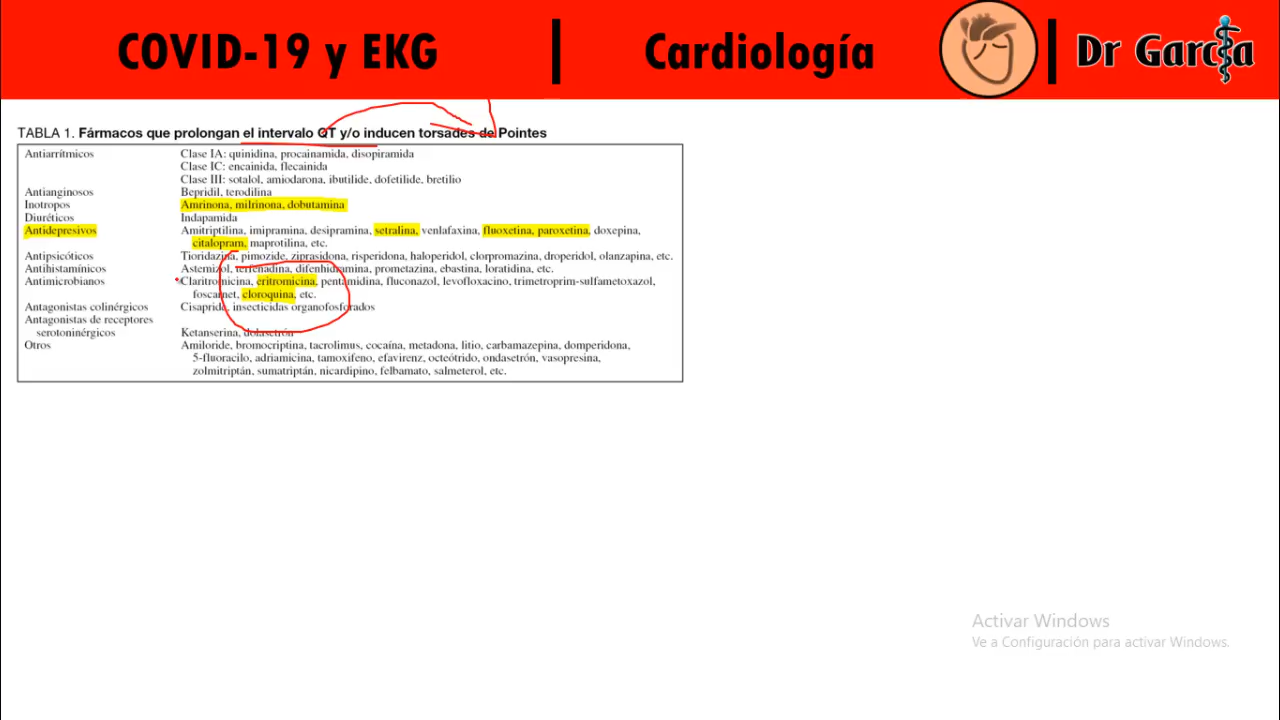 COVID-19 y EKG | Cardiología | Dr García
TABLA 1. Fármacos que prolongan el intervalo QT y/o inducen torsades de Pointes
Antiarrítmicos Clase IA: quinidina, procainamida, disopiramida
Clase IC: encainida, flecainida
Clase III: sotalol, amiodarona, ibutilide, dofetilide, bretilio
Antianginosos Bepridil, terodilina
Inotropos Amrinona, milrinona, dobutamina
Diuréticos Indapamida
Antidepresivos Amitriptilina, imipramina, desipramina, setralina, venlafaxina, fluoxetina, paroxetina, doxepina,
citalopram, maprotilina, etc.
Antipsicóticos Tioridazina, pimozide, ziprasidona, risperidona, haloperidol, clorpromazina, droperidol, olanzapina, etc.
Antihistamínicos Astemizol, terfenadina, difenhidramina, prometazina, ebastina, loratidina, etc.
Antimicrobianos Claritromicina, eritromicina, pentamidina, fluconazol, levofloxacino, trimetroprim-sulfametoxazol,
foscarnet, cloroquina, etc.
Antagonistas colinérgicos Cisapride, insecticidas organofosforados
Antagonistas de receptores
serotoninérgicos Ketanserina, dolasetrón
Otros Amiloride, bromocriptina, tacrolimus, cocaína, metadona, litio, carbamazepina, domperidona,
5-fluoracilo, adriamicina, tamoxifeno, efavirenz, octeótrido, ondasetrón, vasopresina,
zolmitriptán, sumatriptán, nicardipino, felbamato, salmeterol, etc.
Activar Windows
Ve a Configuración para activar Windows.